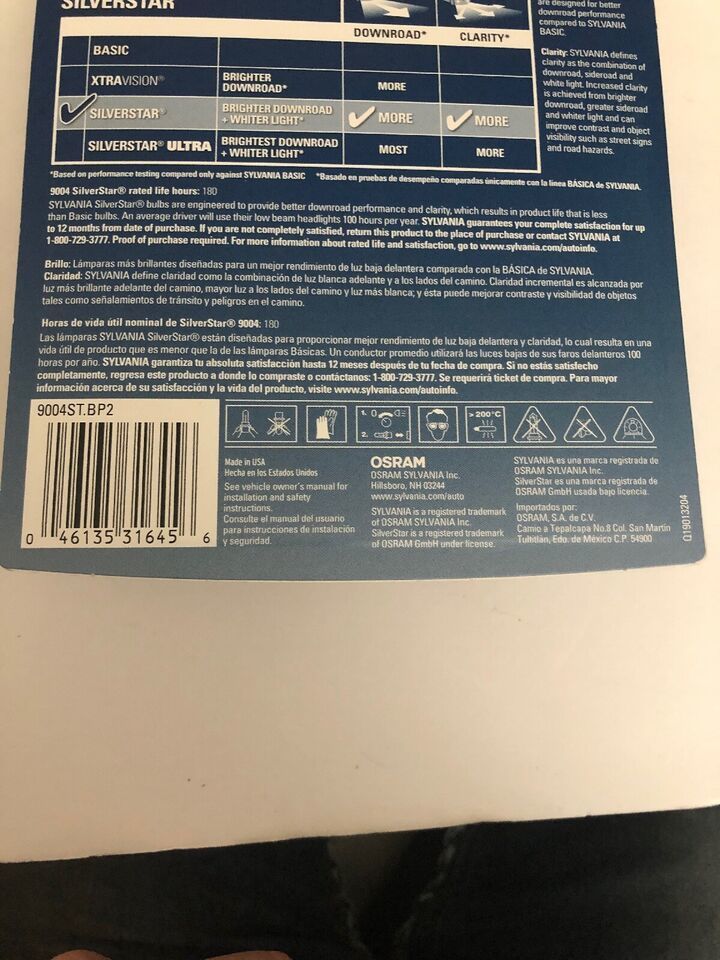 SILVERSTAR
are designed for better
downroad performance
compared to SYLVANIA
BASIC.
Clarity: SYLVANIA defines
clarity as the combination of
downroad, sideroad and
white light. Increased clarity
is achieved from brighter
downroad, greater sideroad
and whiter light and can
improve contrast and object
visibility such as street signs
and road hazards.
DOWNROAD* CLARITY*
BASIC
XTRAVISION® BRIGHTER DOWNROAD* MORE
SILVERSTAR® BRIGHTER DOWNROAD + WHITER LIGHT* MORE MORE
SILVERSTAR® ULTRA BRIGHTEST DOWNROAD + WHITER LIGHT* MOST MORE
*Based on performance testing compared only against SYLVANIA BASIC *Basado en pruebas de desempeño comparadas únicamente con la línea BÁSICA de SYLVANIA.
9004 SilverStar® rated life hours: 180
SYLVANIA SilverStar® bulbs are engineered to provide better downroad performance and clarity, which results in product life that is less
than Basic bulbs. An average driver will use their low beam headlights 100 hours per year. SYLVANIA guarantees your complete satisfaction for up
to 12 months from date of purchase. If you are not completely satisfied, return this product to the place of purchase or contact SYLVANIA at
1-800-729-3777. Proof of purchase required. For more information about rated life and satisfaction, go to www.sylvania.com/autoinfo.
Brillo: Lámparas más brillantes diseñadas para un mejor rendimiento de luz baja delantera comparada con la BÁSICA de SYLVANIA.
Claridad: SYLVANIA define claridad como la combinación de luz blanca adelante y a los lados del camino. Claridad incremental es alcanzada por
luz más brillante adelante del camino, mayor luz a los lados del camino y luz más blanca; y ésta puede mejorar contraste y visibilidad de objetos
tales como señalamientos de tránsito y peligros en el camino.
Horas de vida útil nominal de SilverStar® 9004: 180
Las lámparas SYLVANIA SilverStar® están diseñadas para proporcionar mejor rendimiento de luz baja delantera y claridad, lo cual resulta en una
vida útil de producto que es menor que la de las lámparas Básicas. Un conductor promedio utilizará las luces bajas de sus faros delanteros 100
horas por año. SYLVANIA garantiza tu absoluta satisfacción hasta 12 meses después de tu fecha de compra. Si no estás satisfecho
completamente, regresa este producto a donde lo compraste o contáctanos: 1-800-729-3777. Se requerirá ticket de compra. Para mayor
información acerca de su satisfacción y la vida del producto, visite www.sylvania.com/autoinfo.
9004ST.BP2
0 46135 31645 6
1.
2.
>200°C
Made in USA
Hecha en los Estados Unidos
See vehicle owner's manual for
installation and safety
instructions.
Consulte el manual del usuario
para instrucciones de instalación
y seguridad.
OSRAM
OSRAM SYLVANIA Inc.
Hillsboro, NH 03244
www.sylvania.com/auto
SYLVANIA is a registered trademark
of OSRAM SYLVANIA Inc.
SilverStar is a registered trademark
of OSRAM GmbH under license.
SYLVANIA es una marca registrada de
OSRAM SYLVANIA Inc.
SilverStar es una marca registrada de
OSRAM GmbH usada bajo licencia.
Importados por:
OSRAM, S.A. de C.V.
Camio a Tepalcapa No.8 Col. San Martin
Tultitlán, Edo. de México C.P. 54900
Q19013204